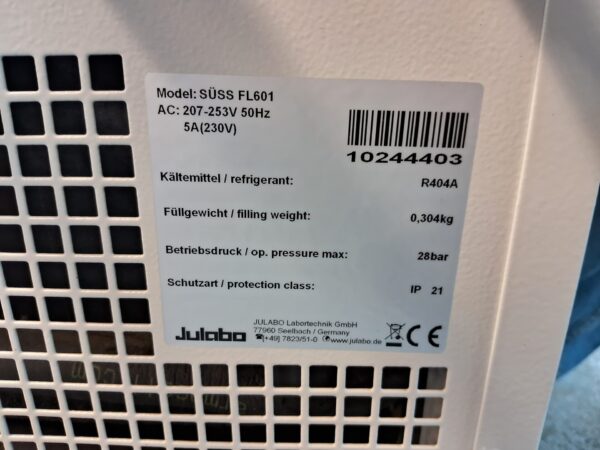 Model: SÜSS FL601
AC: 207-253V 50Hz
5A(230V)
10244403
Kältemittel / refrigerant: R404A
Füllgewicht / filling weight: 0,304kg
Betriebsdruck / op. pressure max: 28bar
Schutzart / protection class: IP 21
Julabo
JULABO Labortechnik GmbH
77960 Seelbach / Germany
☎[+49] 7823/51-0 www.julabo.de
CE